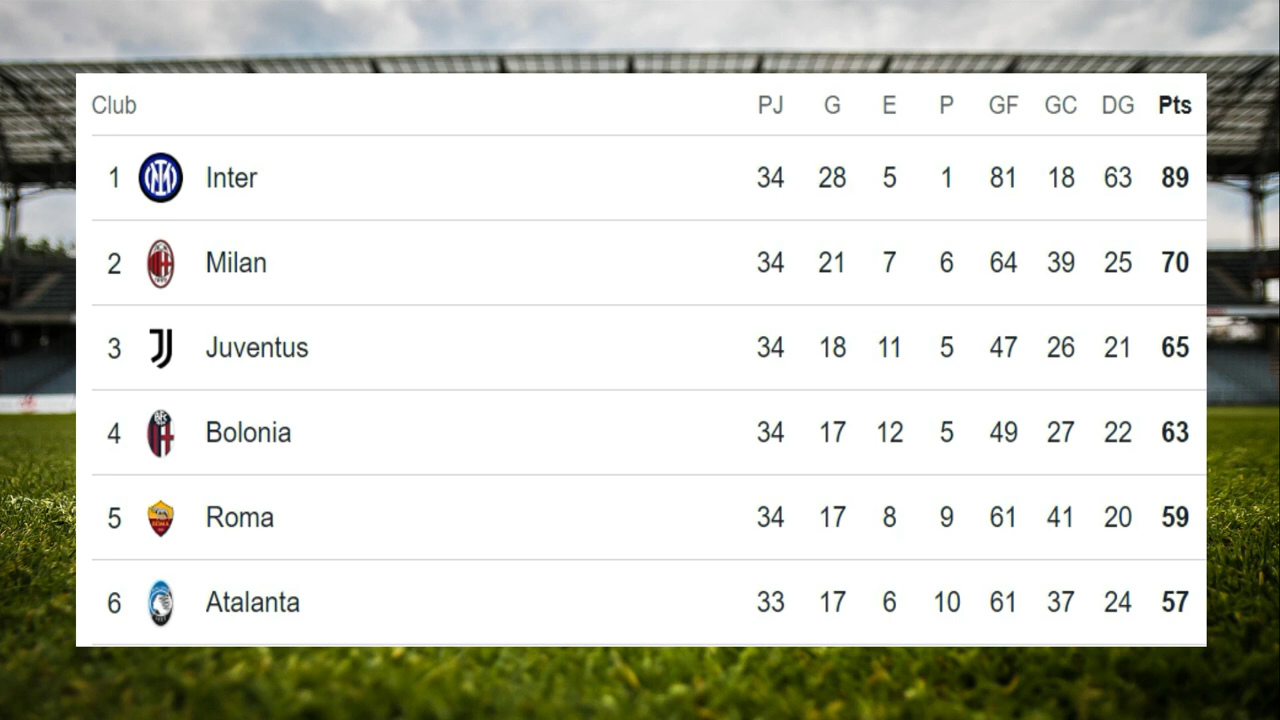 Club PJ G E P GF GC DG Pts
1 Inter 34 28 5 1 81 18 63 89
2 Milan 34 21 7 6 64 39 25 70
3 Juventus 34 18 11 5 47 26 21 65
4 Bolonia 34 17 12 5 49 27 22 63
5 Roma 34 17 8 9 61 41 20 59
6 Atalanta 33 17 6 10 61 37 24 57